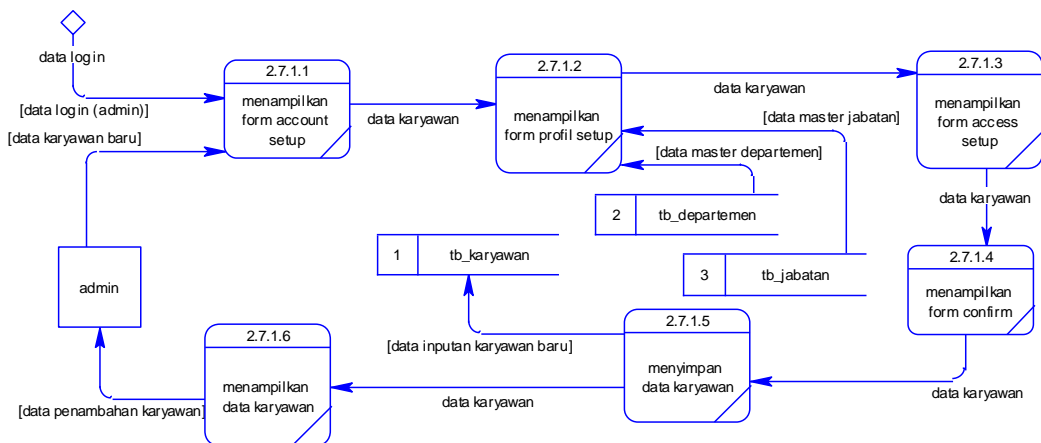 data login
[data login (admin)]
[data karyawan baru]
2.7.1.1
menampilkan
form account
setup
data karyawan
2.7.1.2
menampilkan
form profil setup
data karyawan
[data master jabatan]
[data master departemen]
2.7.1.3
menampilkan
form access
setup
data karyawan
2 tb_departemen
1 tb_karyawan
3 tb_jabatan
2.7.1.4
menampilkan
form confirm
admin
2.7.1.6
menampilkan
data karyawan
[data inputan karyawan baru]
2.7.1.5
menyimpan
data karyawan
data karyawan
data karyawan
[data penambahan karyawan]